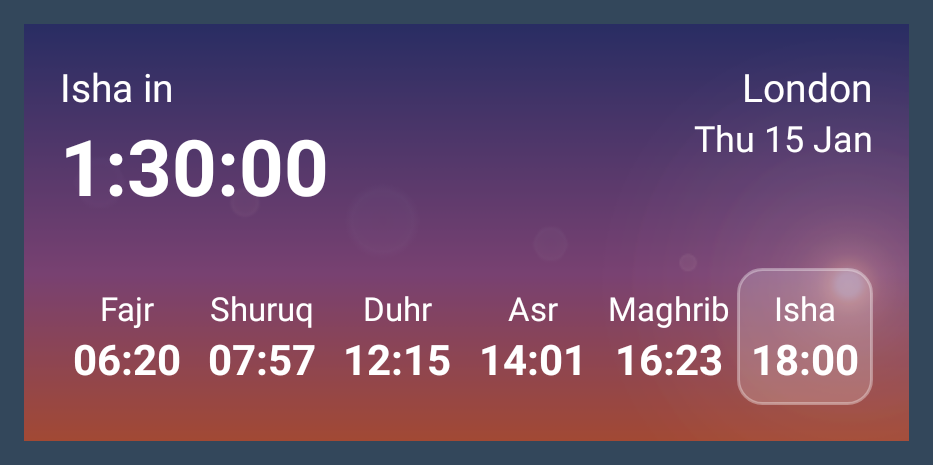 Isha in
1:30:00
London
Thu 15 Jan
Fajr Shuruq Duhr Asr Maghrib Isha
06:20 07:57 12:15 14:01 16:23 18:00